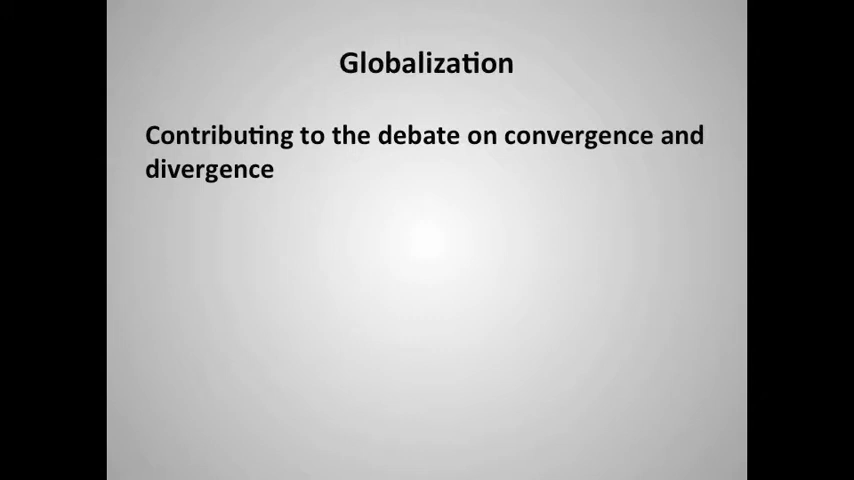 Globalization
Contributing to the debate on convergence and
divergence